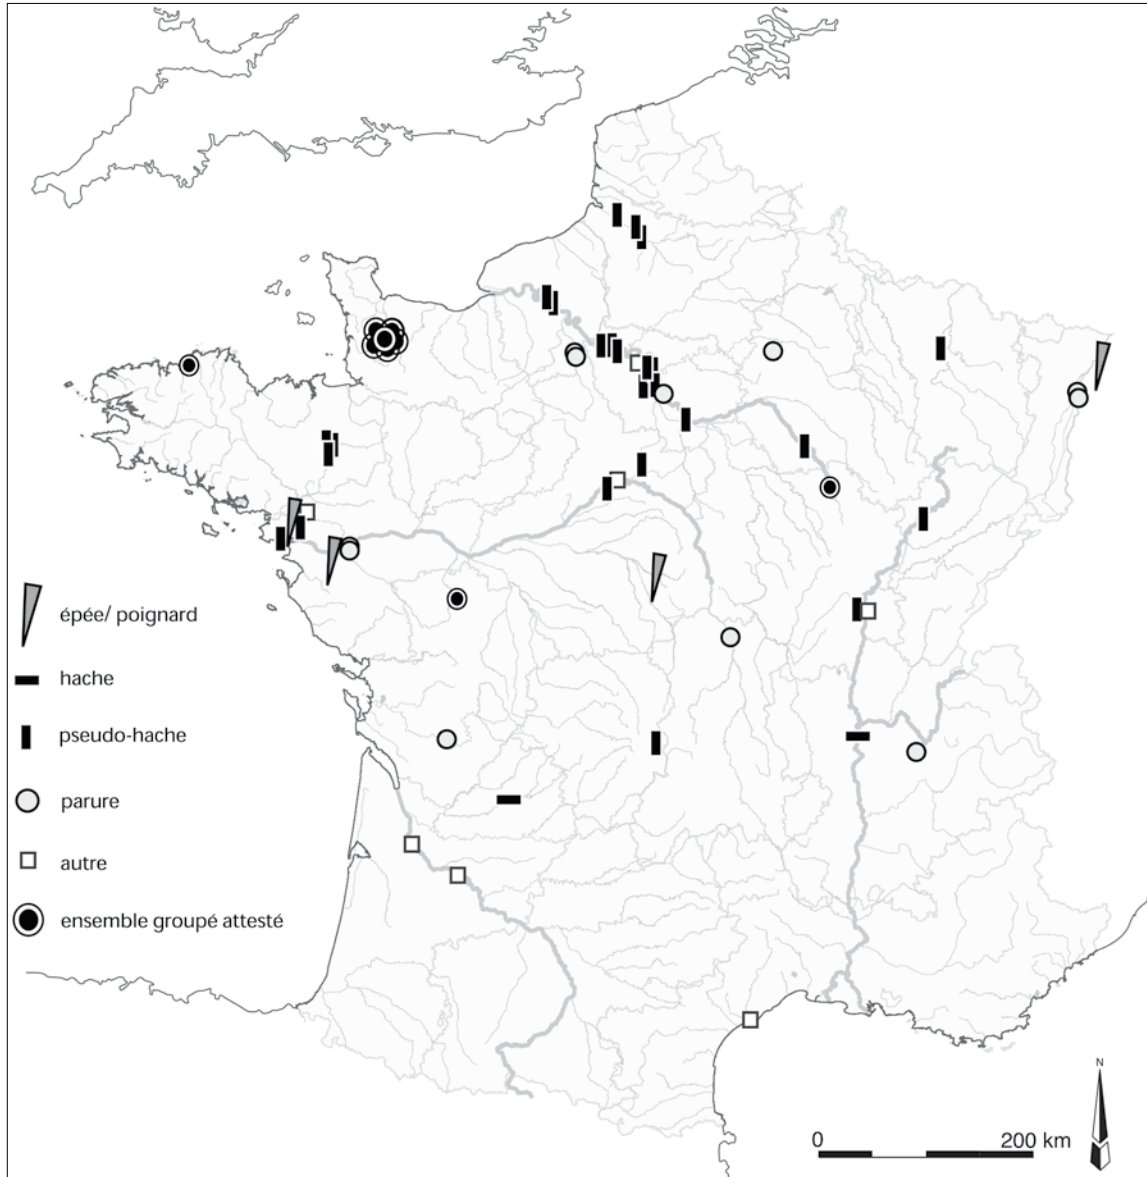 épée/ poignard
hache
pseudo-hache
parure
autre
ensemble groupé attesté
N
0 200 km